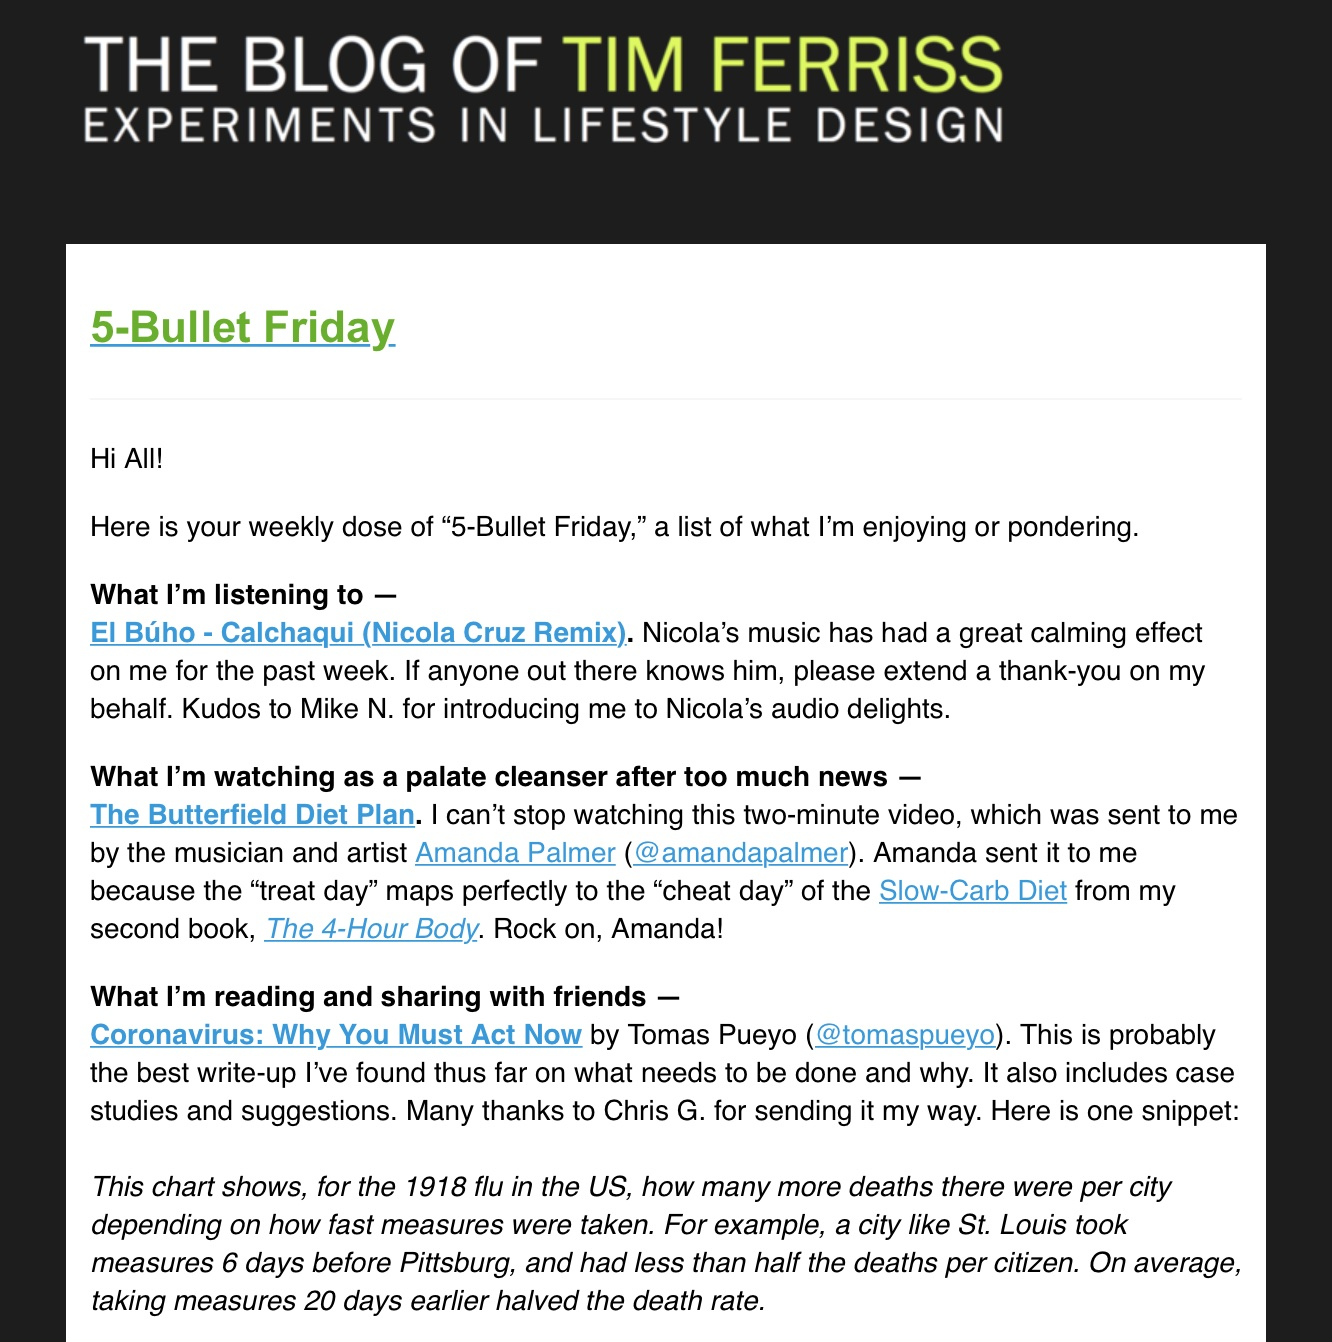 THE BLOG OF TIM FERRISS
EXPERIMENTS IN LIFESTYLE DESIGN
5-Bullet Friday
Hi All!
Here is your weekly dose of “5-Bullet Friday,” a list of what I’m enjoying or pondering.
What I’m listening to —
El Búho - Calchaqui (Nicola Cruz Remix). Nicola’s music has had a great calming effect
on me for the past week. If anyone out there knows him, please extend a thank-you on my
behalf. Kudos to Mike N. for introducing me to Nicola’s audio delights.
What I’m watching as a palate cleanser after too much news —
The Butterfield Diet Plan. I can’t stop watching this two-minute video, which was sent to me
by the musician and artist Amanda Palmer (@amandapalmer). Amanda sent it to me
because the “treat day” maps perfectly to the “cheat day” of the Slow-Carb Diet from my
second book, The 4-Hour Body. Rock on, Amanda!
What I’m reading and sharing with friends —
Coronavirus: Why You Must Act Now by Tomas Pueyo (@tomaspueyo). This is probably
the best write-up I’ve found thus far on what needs to be done and why. It also includes case
studies and suggestions. Many thanks to Chris G. for sending it my way. Here is one snippet:
This chart shows, for the 1918 flu in the US, how many more deaths there were per city
depending on how fast measures were taken. For example, a city like St. Louis took
measures 6 days before Pittsburg, and had less than half the deaths per citizen. On average,
taking measures 20 days earlier halved the death rate.